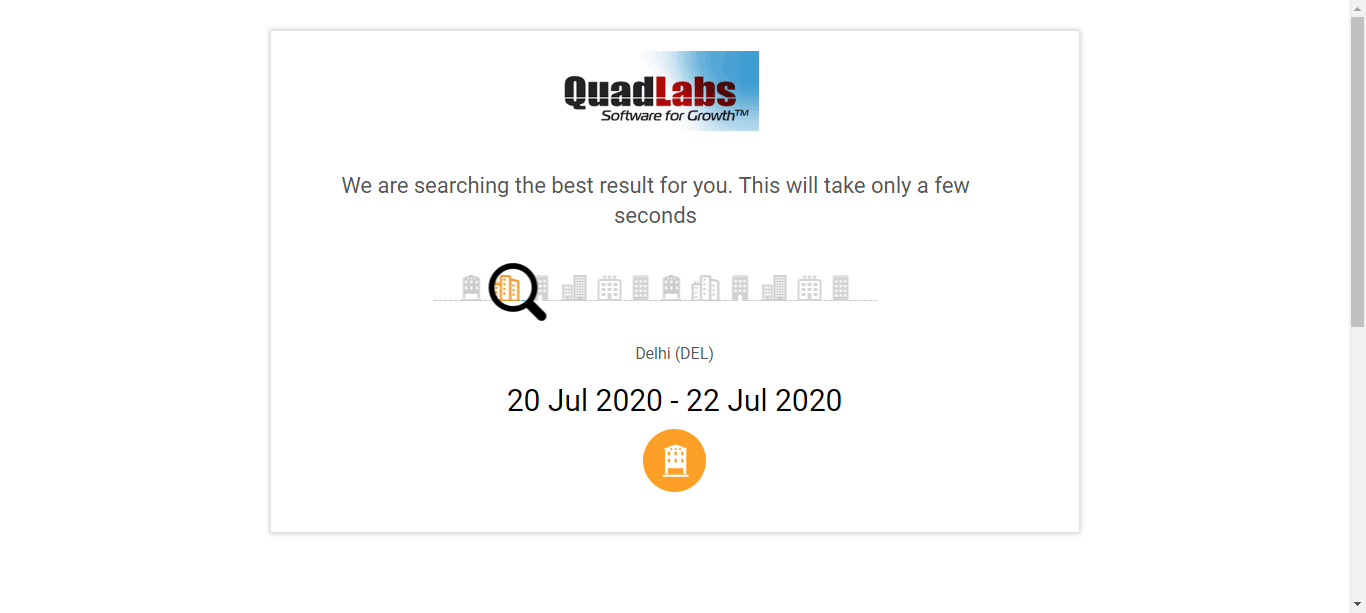 QuadLabs
Software for Growth™
We are searching the best result for you. This will take only a few
seconds
Delhi (DEL)
20 Jul 2020 - 22 Jul 2020